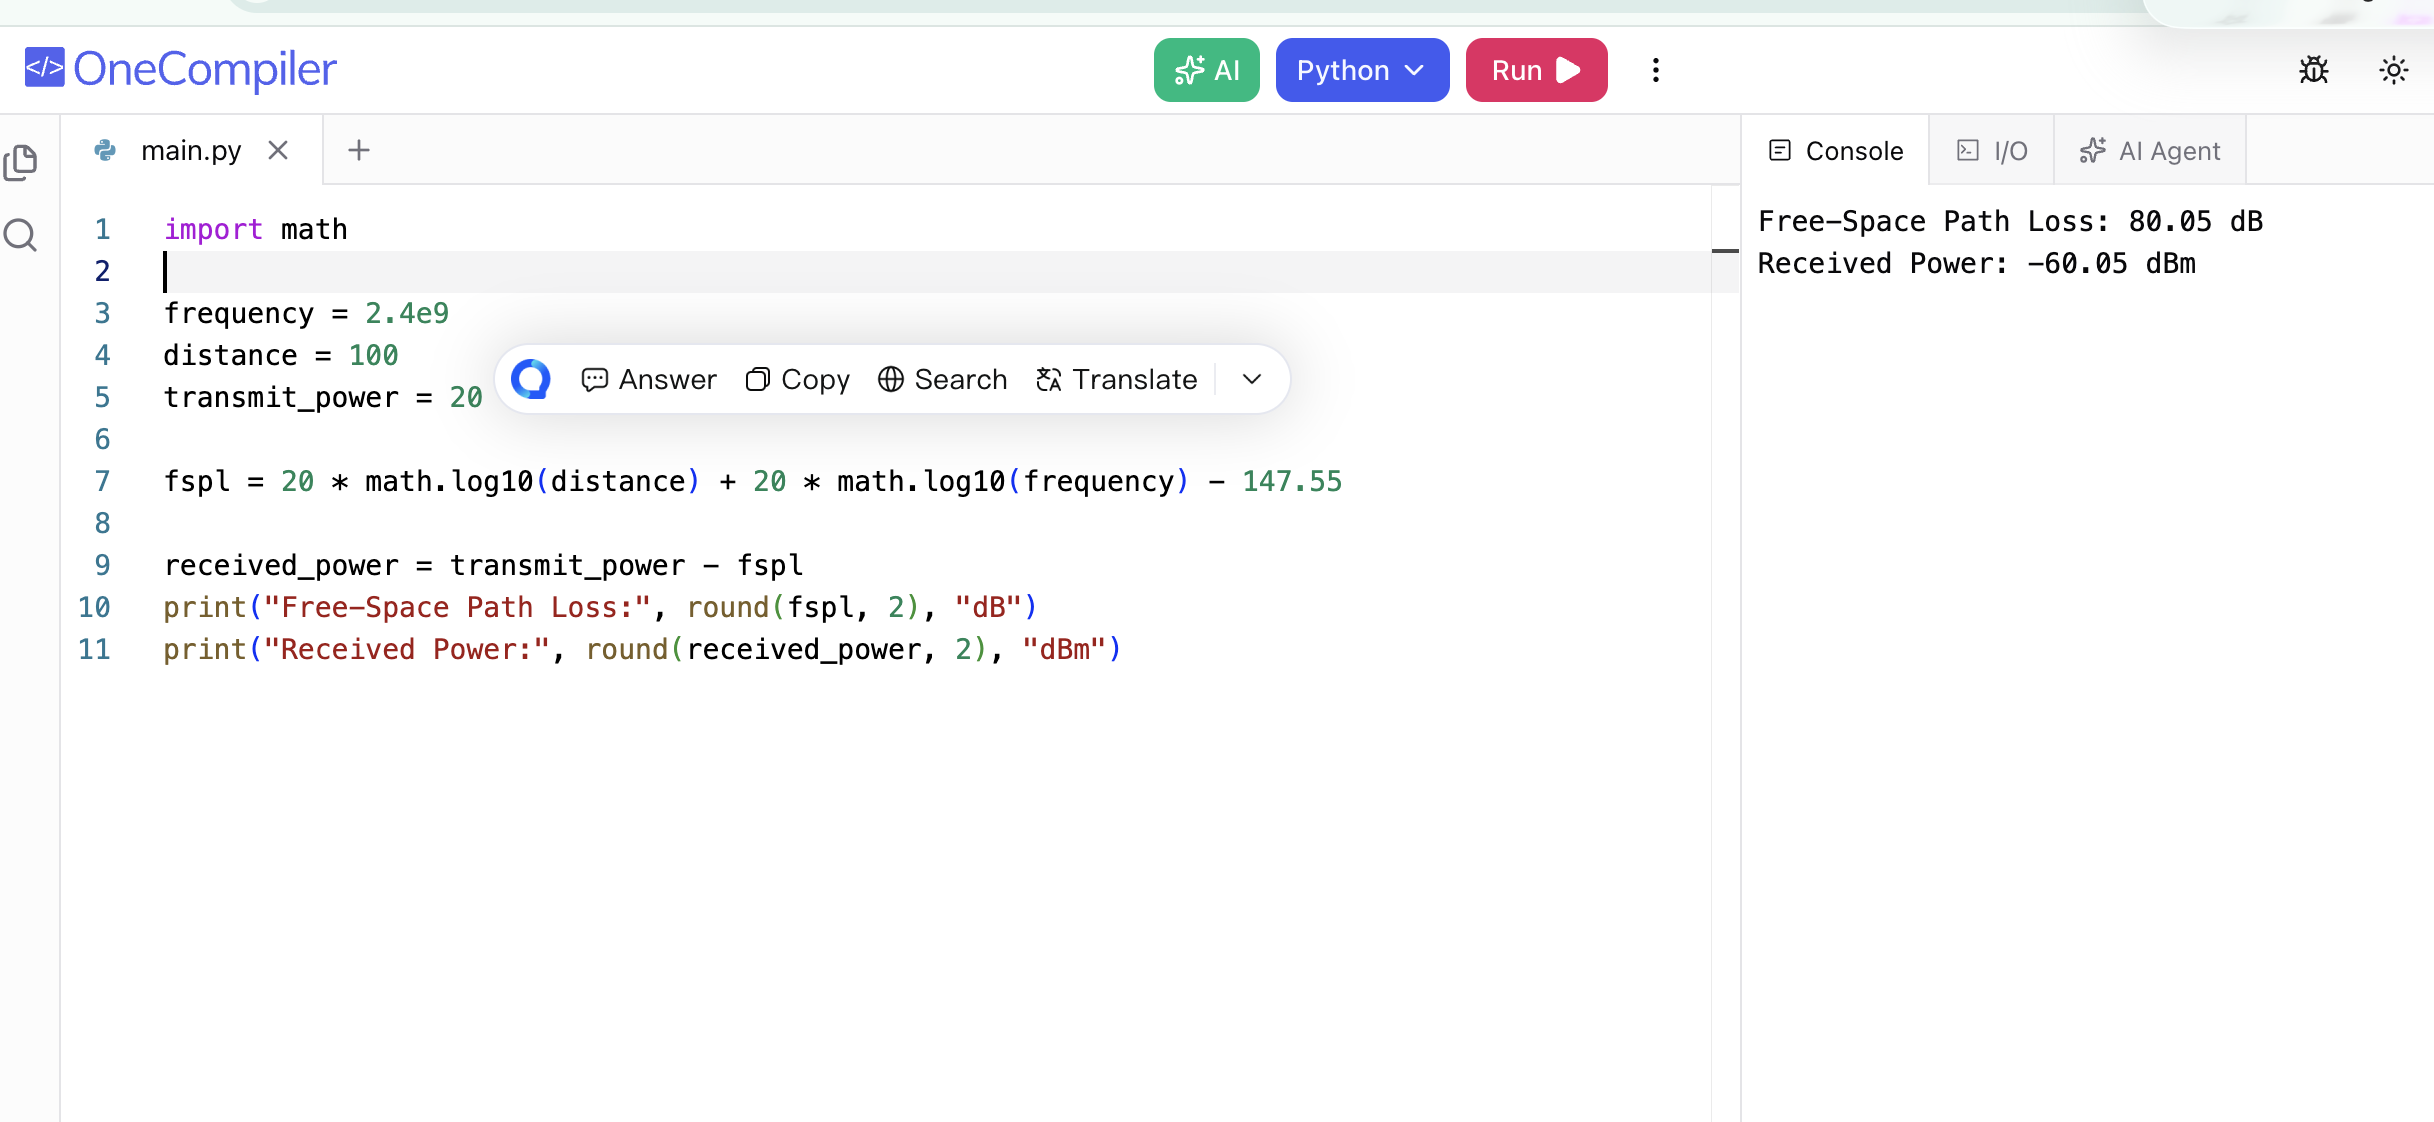 OneCompiler
AI
Python
Run
main.py
Console
I/O
AI Agent
1 import math
2
3 frequency = 2.4e9
4 distance = 100
5 transmit_power = 20
Answer
Copy
Search
Translate
6
7 fspl = 20 * math.log10(distance) + 20 * math.log10(frequency) - 147.55
8
9 received_power = transmit_power - fspl
10 print("Free-Space Path Loss:", round(fspl, 2), "dB")
11 print("Received Power:", round(received_power, 2), "dBm")
Free-Space Path Loss: 80.05 dB
Received Power: -60.05 dBm